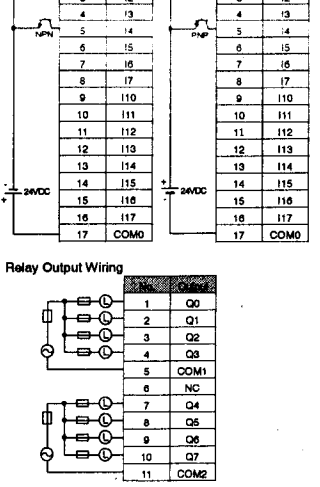 4 I3
NPN 5 I4
6 I5
7 I6
8 I7
9 I10
10 I11
11 I12
12 I13
13 I14
- 24VDC + 14 I15
15 I16
16 I17
17 COM0
4 I3
PNP 5 I4
6 I5
7 I6
8 I7
9 I10
10 I11
11 I12
12 I13
13 I14
+ 24VDC - 14 I15
15 I16
16 I17
17 COM0
Relay Output Wiring
No. Output
L 1 Q0
L 2 Q1
L 3 Q2
L 4 Q3
5 COM1
6 NC
L 7 Q4
L 8 Q5
L 9 Q6
L 10 Q7
11 COM2